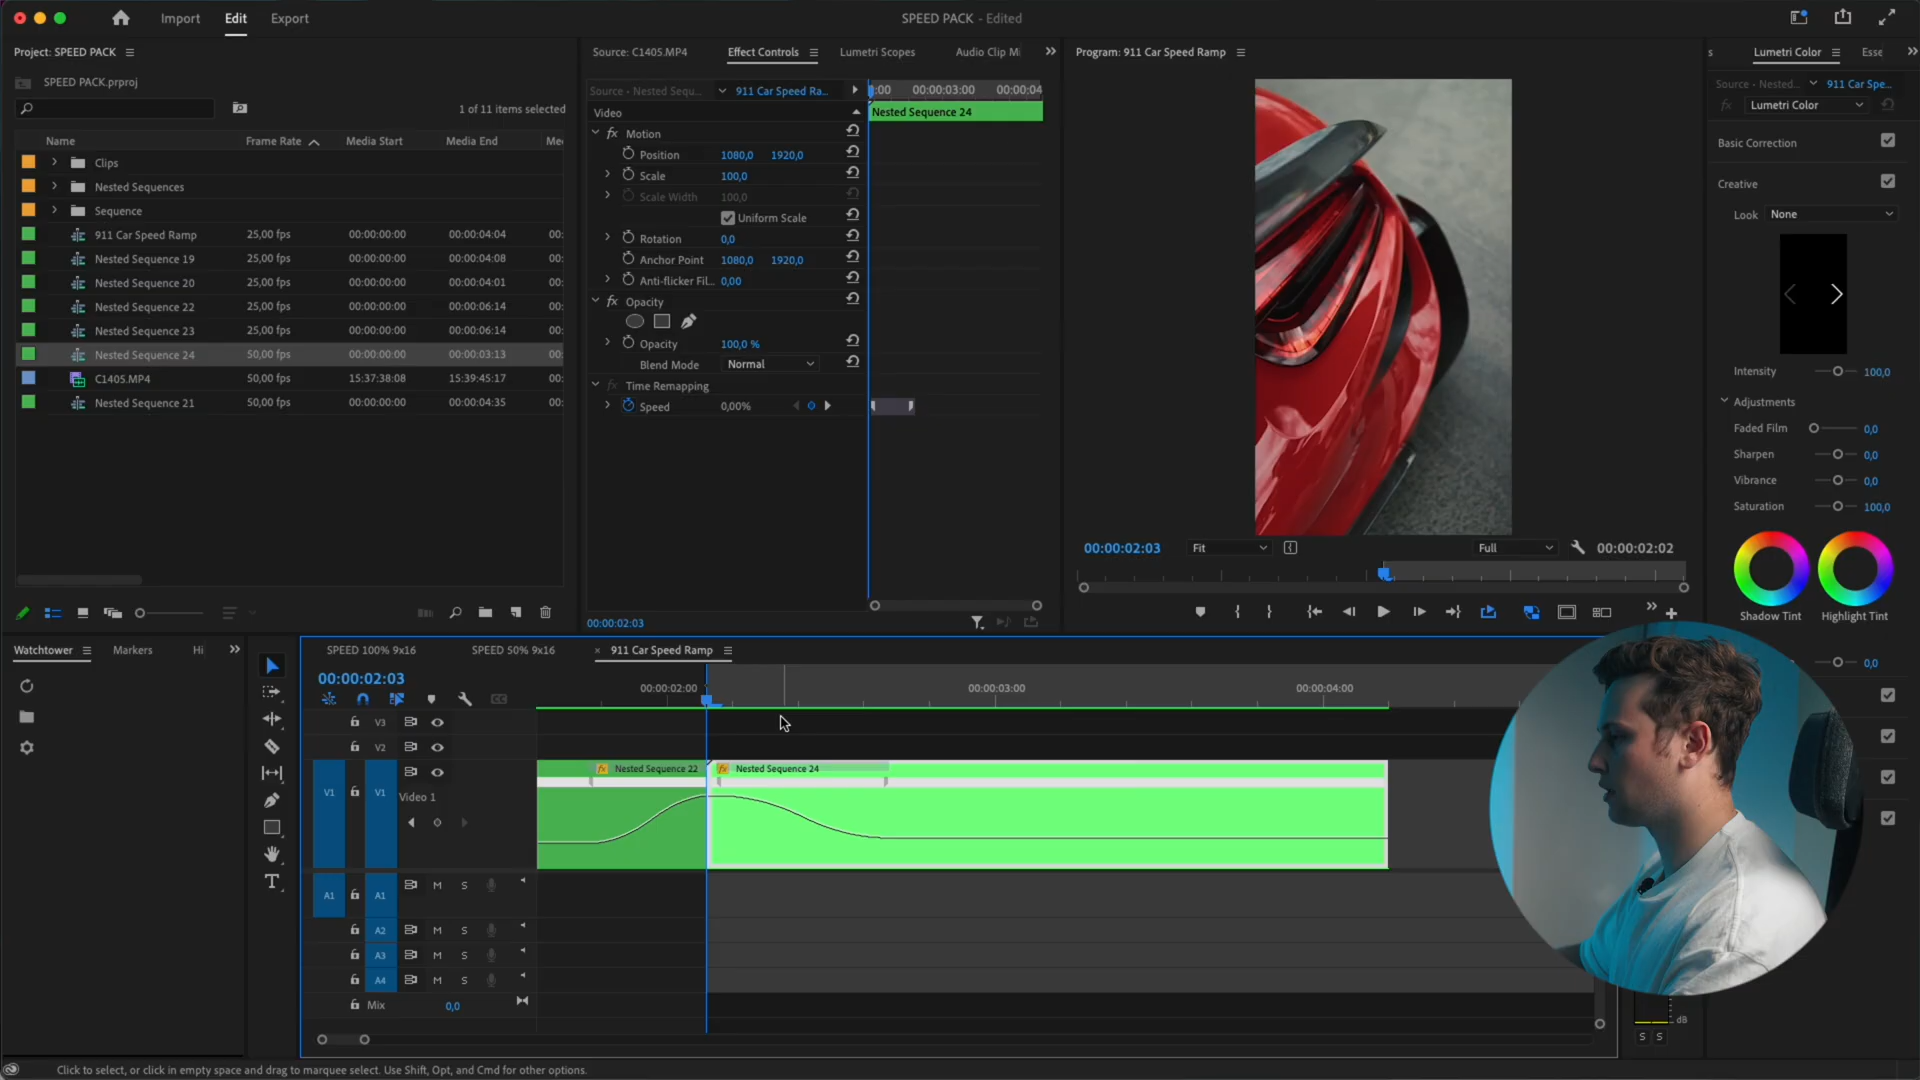 Import Edit Export
SPEED PACK - Edited
Project: SPEED PACK
SPEED PACK.prproj
1 of 11 items selected
Name Frame Rate Media Start Media End Me
Clips
Nested Sequences
Sequence
911 Car Speed Ramp 25,00 fps 00:00:00:00 00:00:04:04 00:
Nested Sequence 19 25,00 fps 00:00:00:00 00:00:04:08 00:
Nested Sequence 20 25,00 fps 00:00:00:00 00:00:04:01 00:
Nested Sequence 22 25,00 fps 00:00:00:00 00:00:06:14 00:
Nested Sequence 23 25,00 fps 00:00:00:00 00:00:06:14 00:
Nested Sequence 24 50,00 fps 00:00:00:00 00:00:03:13 00:
C1405.MP4 50,00 fps 15:37:38:08 15:39:45:17 00:
Nested Sequence 21 50,00 fps 00:00:00:00 00:00:04:35 00:
Source: C1405.MP4 Effect Controls Lumetri Scopes Audio Clip Mi
Source - Nested Sequ... 911 Car Speed Ra... :00 00:00:03:00 00:00:04
Video Nested Sequence 24
fx Motion
Position 1080,0 1920,0
Scale 100,0
Scale Width 100,0
Uniform Scale
Rotation 0,0
Anchor Point 1080,0 1920,0
Anti-flicker Fil... 0,00
fx Opacity
Opacity 100,0 %
Blend Mode Normal
fx Time Remapping
Speed 0,00%
00:00:02:03
Program: 911 Car Speed Ramp
00:00:02:03 Fit Full 00:00:02:02
s Lumetri Color Esse
Source - Nested... 911 Car Spe...
fx Lumetri Color
Basic Correction
Creative
Look None
Intensity 100,0
Adjustments
Faded Film 0,0
Sharpen 0,0
Vibrance 0,0
Saturation 100,0
Shadow Tint Highlight Tint
0,0
Watchtower Markers Hi
SPEED 100% 9x16 SPEED 50% 9x16 × 911 Car Speed Ramp
00:00:02:03
00:00:02:00 00:00:03:00 00:00:04:00
CC
V3
V2
fx Nested Sequence 22 fx Nested Sequence 24
V1 V1 Video 1
A1 A1 M S
A2 M S
A3 M S
A4 M S
Mix 0,0
T
dB
S S
Click to select, or click in empty space and drag to marquee select. Use Shift, Opt, and Cmd for other options.